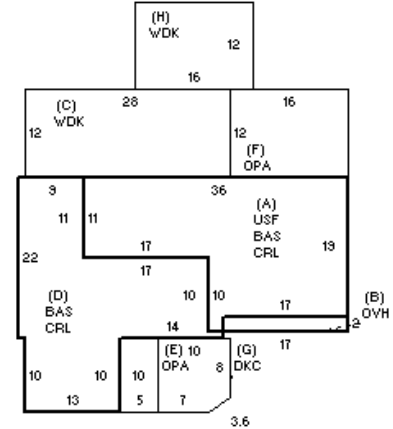 (H)
WDK
12
16
(C)
WDK
28
16
12
12
(F)
OPA
9
36
11
11
(A)
USF
BAS
CRL
22
17
19
17
(D)
BAS
CRL
10
10
17
(B)
OVH
2
14
17
(E)
OPA
10
(G)
DKC
8
10
10
10
13
5
7
3.6